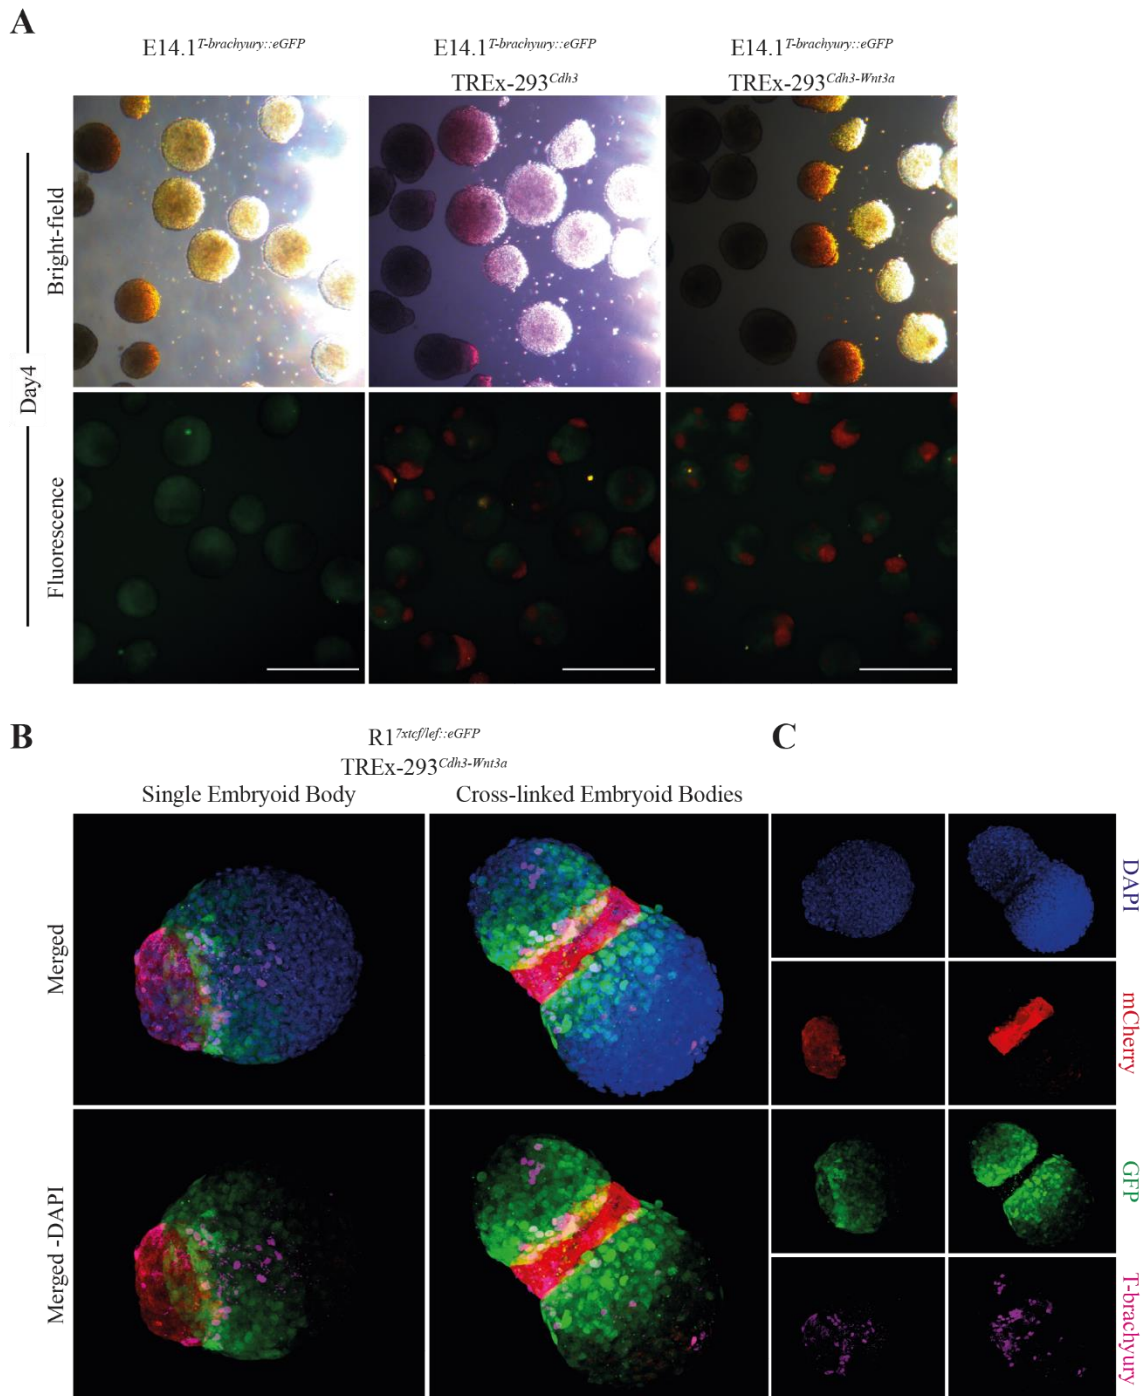 A
E14.1T-brachyury::eGFP
E14.1T-brachyury::eGFP
TREx-293Cdh3
E14.1T-brachyury::eGFP
TREx-293Cdh3-Wnt3a
Day4
Bright-field
Fluorescence
B
R17xtcf/lef::eGFP
TREx-293Cdh3-Wnt3a
Single Embryoid Body
Cross-linked Embryoid Bodies
Merged
Merged -DAPI
C
DAPI
mCherry
GFP
T-brachyury